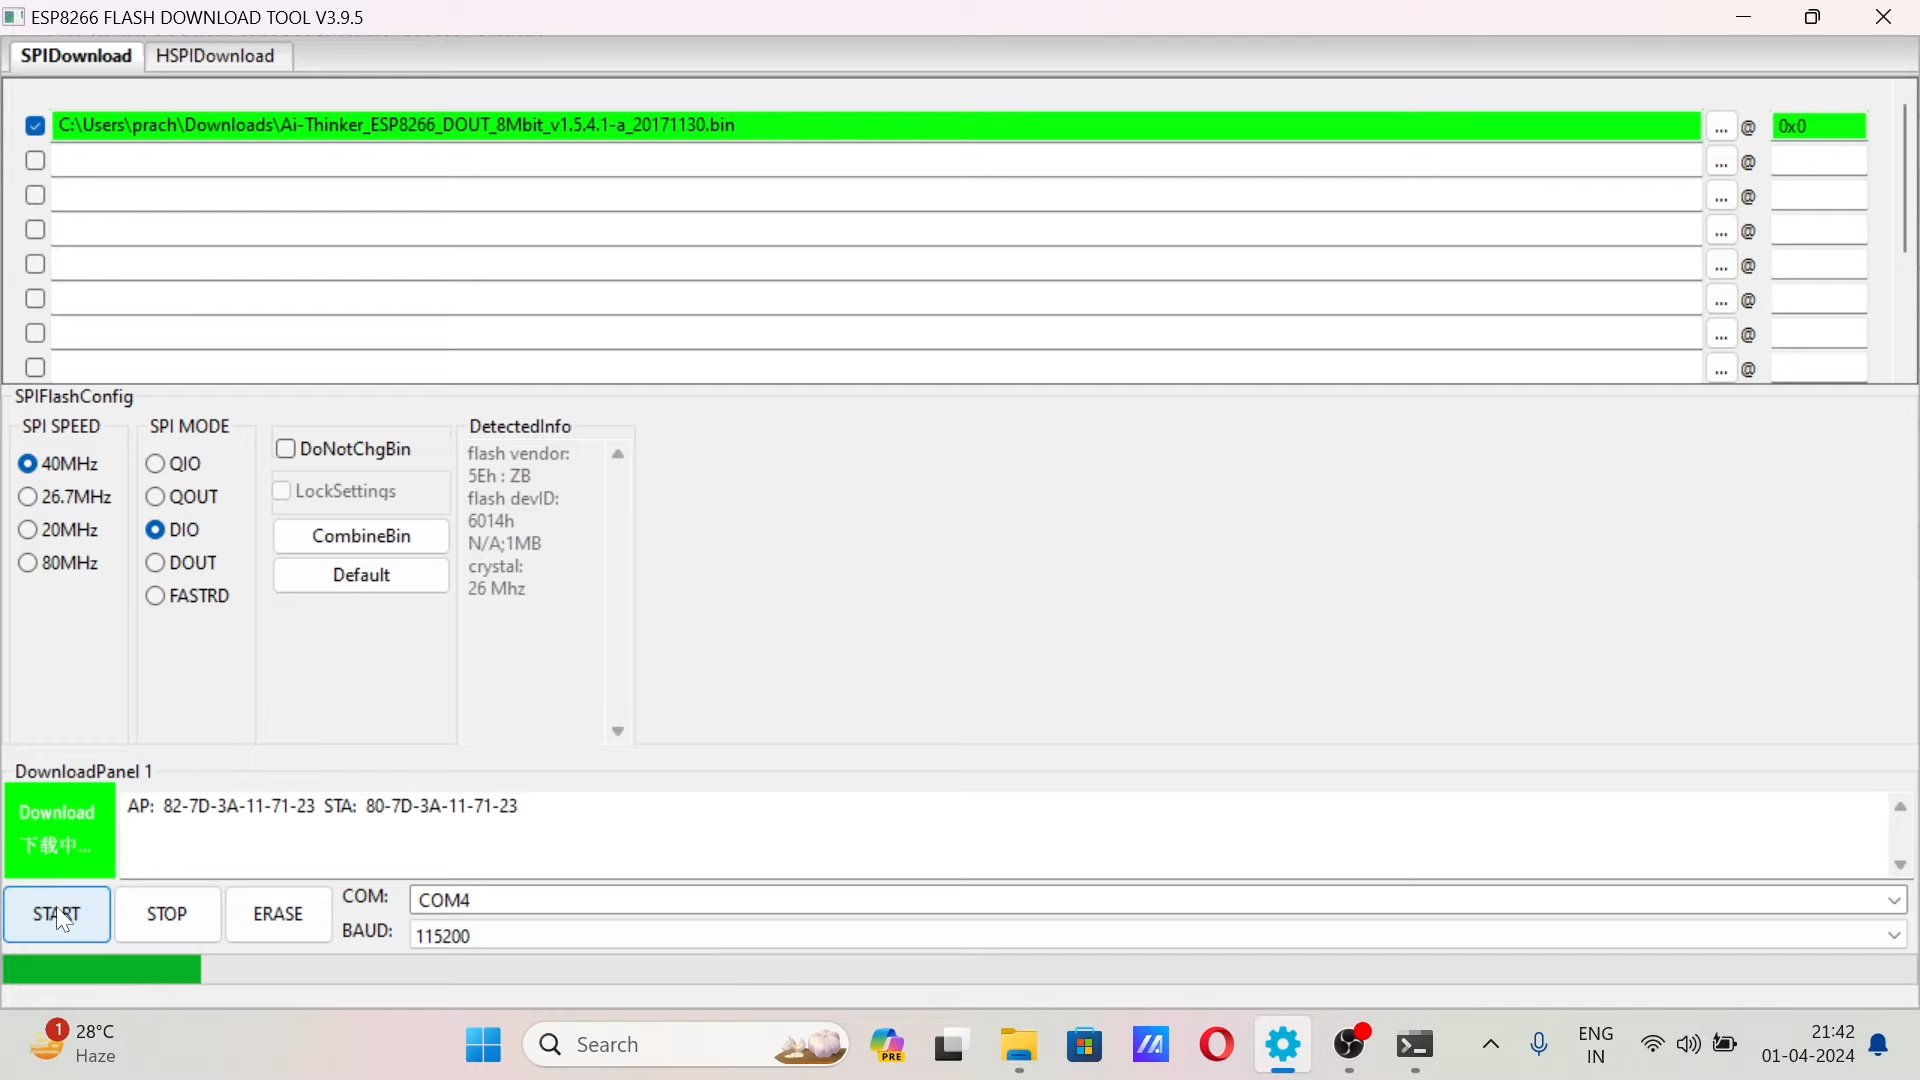 ESP8266 FLASH DOWNLOAD TOOL V3.9.5
SPIDownload HSPIDownload
C:\Users\prach\Downloads\Ai-Thinker_ESP8266_DOUT_8Mbit_v1.5.4.1-a_20171130.bin ... @ 0x0
... @
... @
... @
... @
... @
... @
... @
SPIFlashConfig
SPI SPEED
40MHz
26.7MHz
20MHz
80MHz
SPI MODE
QIO
QOUT
DIO
DOUT
FASTRD
DoNotChgBin
LockSettings
CombineBin
Default
DetectedInfo
flash vendor:
5Eh : ZB
flash devID:
6014h
N/A;1MB
crystal:
26 Mhz
DownloadPanel 1
Download
下载中...
AP: 82-7D-3A-11-71-23 STA: 80-7D-3A-11-71-23
START STOP ERASE
COM: COM4
BAUD: 115200
1
28°C
Haze
Search
PRE
ENG
IN
21:42
01-04-2024